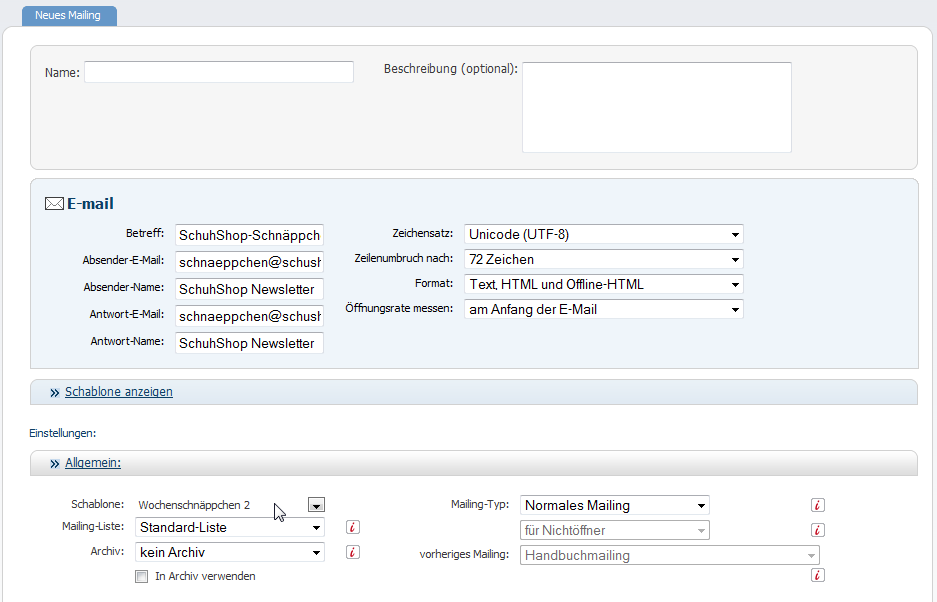 Neues Mailing
Name:
Beschreibung (optional):
E-mail
Betreff: SchuhShop-Schnäppch
Absender-E-Mail: schnaeppchen@schush
Absender-Name: SchuhShop Newsletter
Antwort-E-Mail: schnaeppchen@schush
Antwort-Name: SchuhShop Newsletter
Zeichensatz: Unicode (UTF-8)
Zeilenumbruch nach: 72 Zeichen
Format: Text, HTML und Offline-HTML
Öffnungsrate messen: am Anfang der E-Mail
Schablone anzeigen
Einstellungen:
Allgemein:
Schablone: Wochenschnäppchen 2
Mailing-Liste: Standard-Liste
Archiv: kein Archiv
In Archiv verwenden
Mailing-Typ: Normales Mailing
für Nichtöffner
vorheriges Mailing: Handbuchmailing